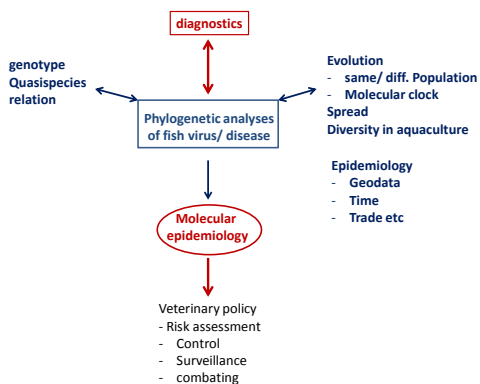 diagnostics
genotype
Quasispecies
relation
Phylogenetic analyses
of fish virus/ disease
Evolution
- same/ diff. Population
- Molecular clock
Spread
Diversity in aquaculture
Epidemiology
- Geodata
- Time
- Trade etc
Molecular
epidemiology
Veterinary policy
- Risk assessment
- Control
- Surveillance
- combating